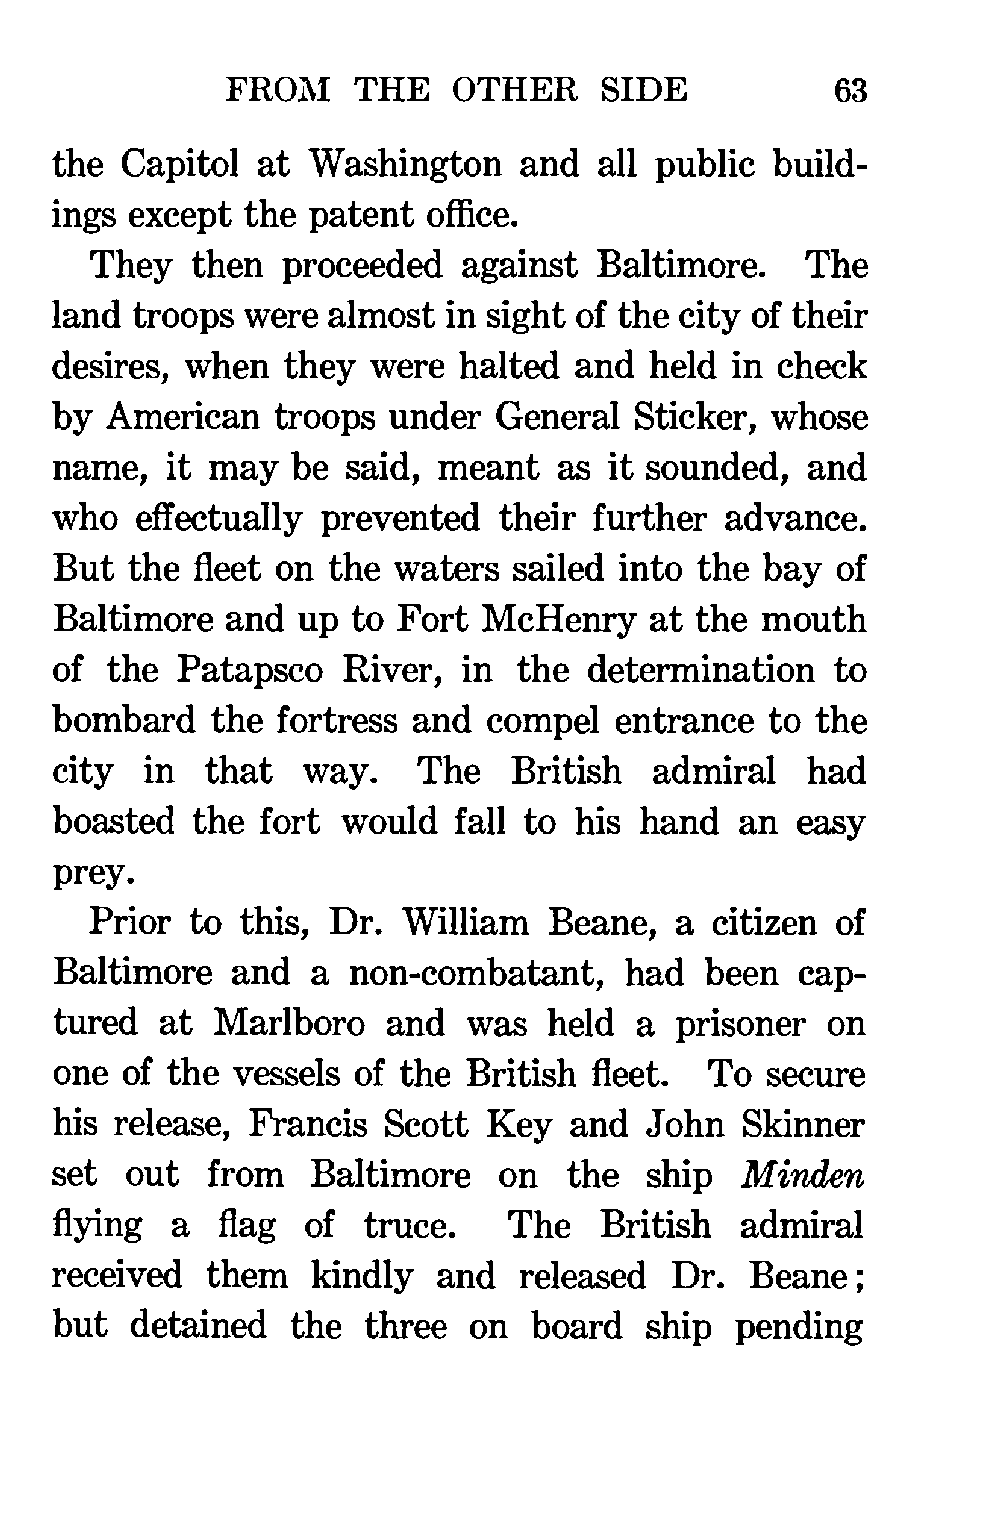 FROM THE OTHER SIDE 63
the Capitol at Washington and all public build-
ings except the patent office.
They then proceeded against Baltimore. The
land troops were almost in sight of the city of their
desires, when they were halted and held in check
by American troops under General Sticker, whose
name, it may be said, meant as it sounded, and
who effectually prevented their further advance.
But the fleet on the waters sailed into the bay of
Baltimore and up to Fort McHenry at the mouth
of the Patapsco River, in the determination to
bombard the fortress and compel entrance to the
city in that way. The British admiral had
boasted the fort would fall to his hand an easy
prey.
Prior to this, Dr. William Beane, a citizen of
Baltimore and a non-combatant, had been cap-
tured at Marlboro and was held a prisoner on
one of the vessels of the British fleet. To secure
his release, Francis Scott Key and John Skinner
set out from Baltimore on the ship Minden
flying a flag of truce. The British admiral
received them kindly and released Dr. Beane;
but detained the three on board ship pending